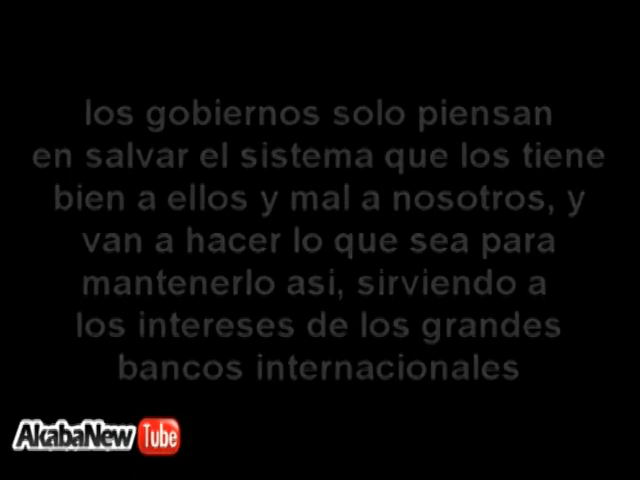 los gobiernos solo piensan
en salvar el sistema que los tiene
bien a ellos y mal a nosotros, y
van a hacer lo que sea para
mantenerlo asi, sirviendo a
los intereses de los grandes
bancos internacionales
AkabaNew Tube